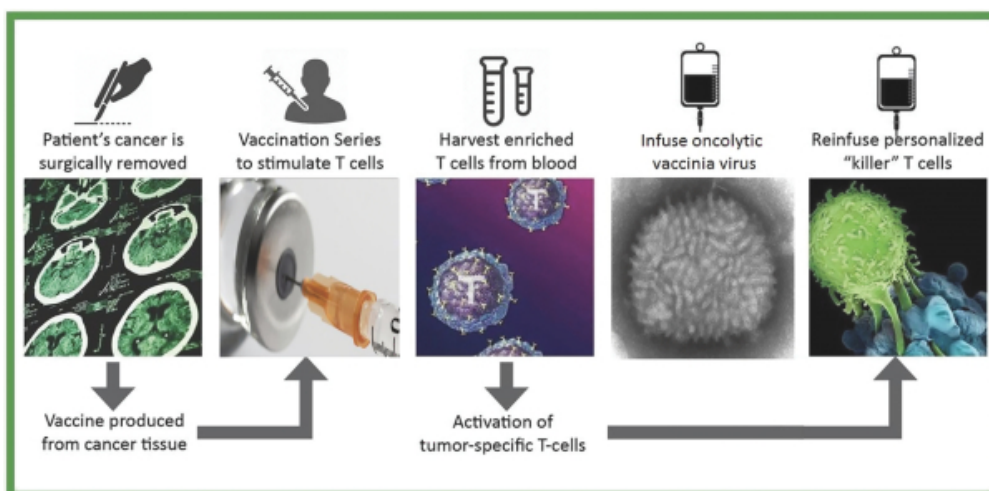 Patient's cancer is
surgically removed
Vaccination Series
to stimulate T cells
Harvest enriched
T cells from blood
Infuse oncolytic
vaccinia virus
Reinfuse personalized
"killer" T cells
T
T
Vaccine produced
from cancer tissue
Activation of
tumor-specific T-cells